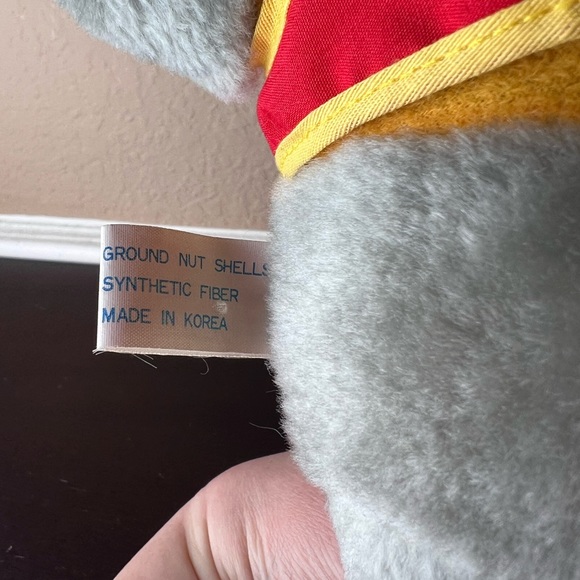 GROUND NUT SHELLS
SYNTHETIC FIBER
MADE IN KOREA